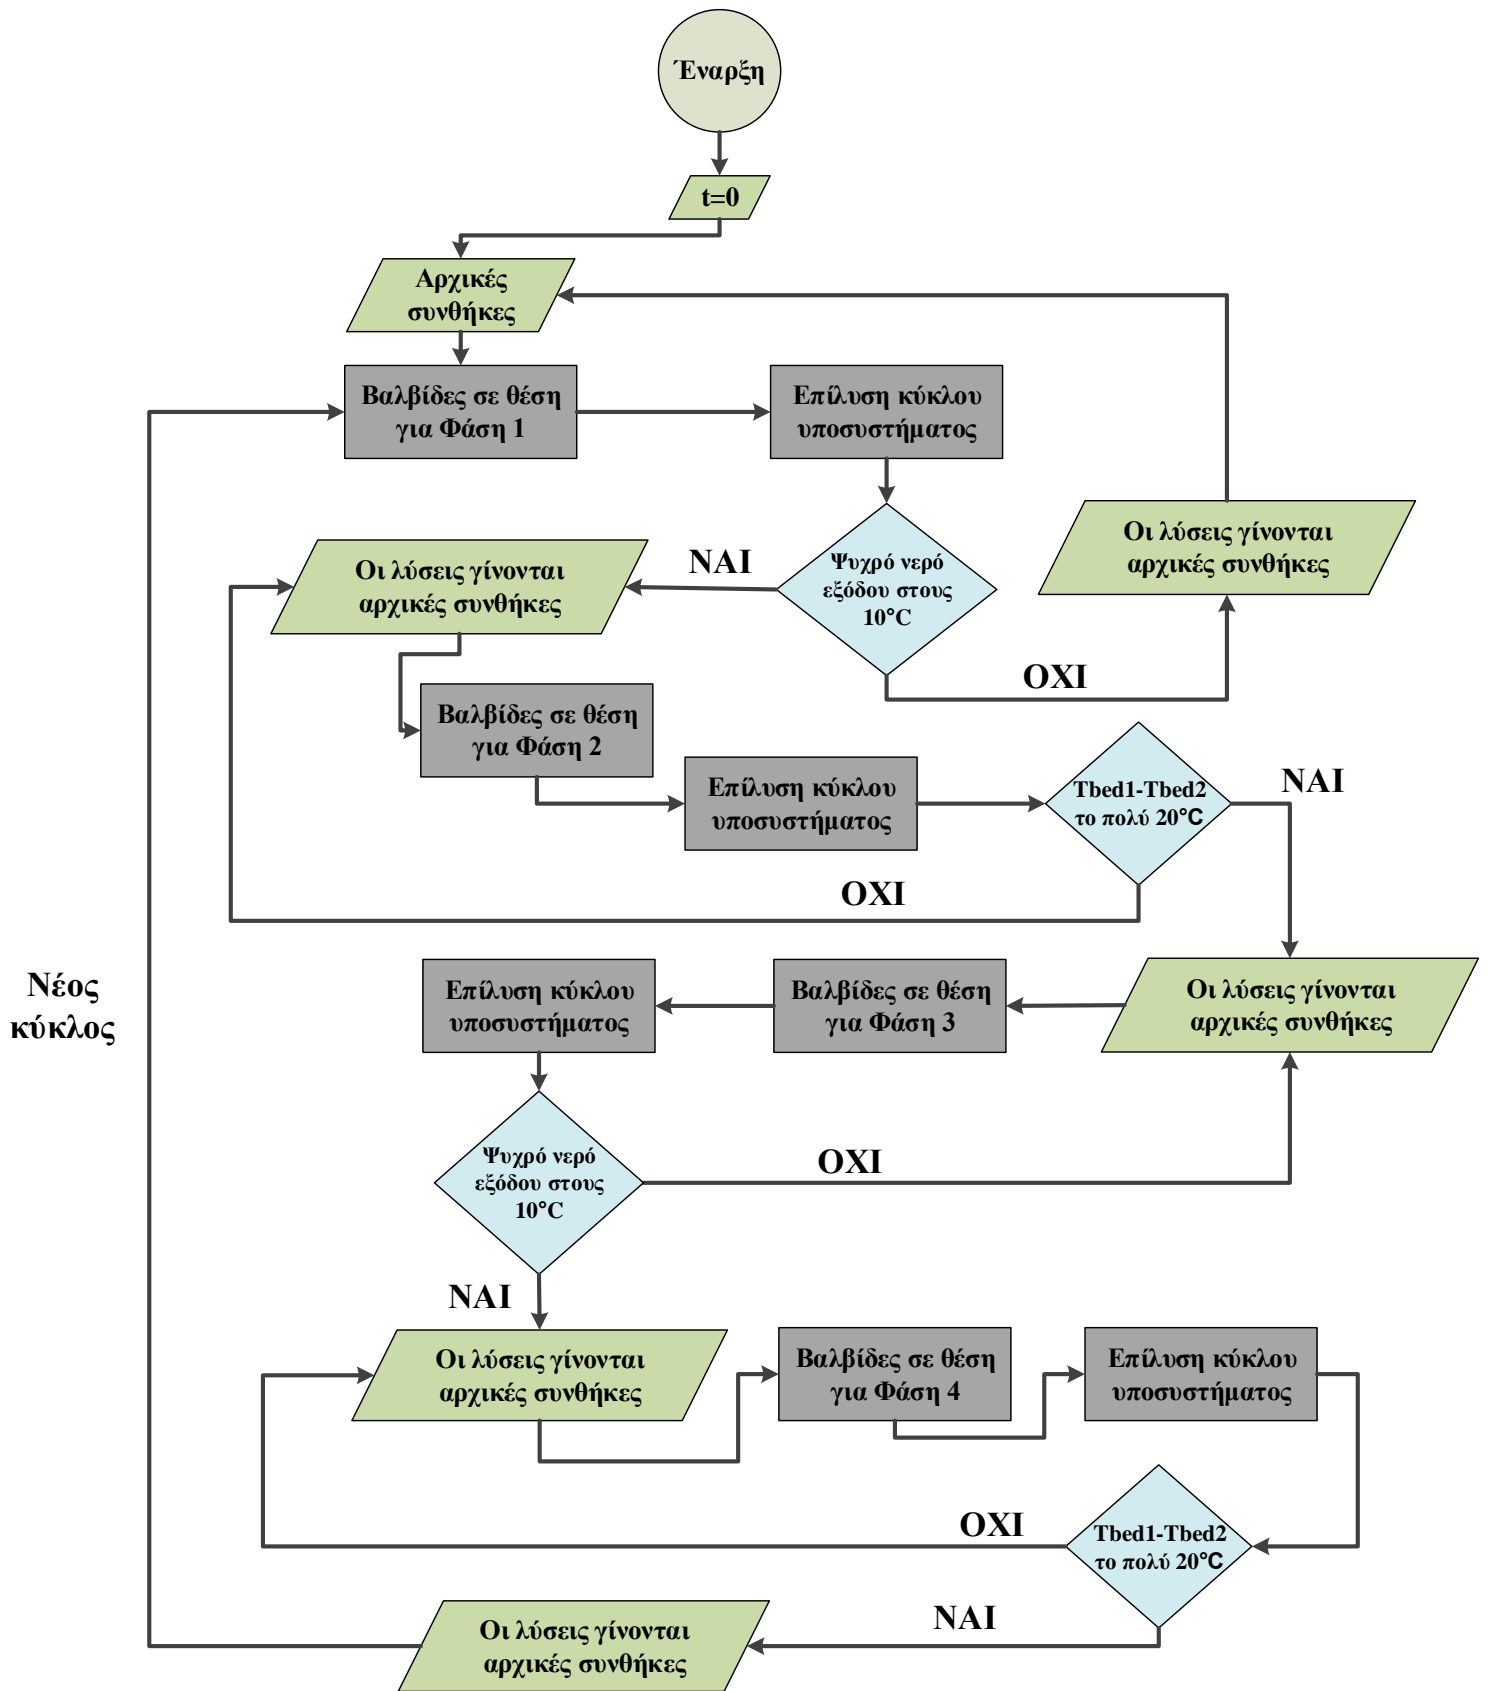 Έναρξη
t=0
Αρχικές
συνθήκες
Βαλβίδες σε θέση
για Φάση 1
Επίλυση κύκλου
υποσυστήματος
Ψυχρό νερό
εξόδου στους
10°C
ΝΑΙ
ΟΧΙ
Οι λύσεις γίνονται
αρχικές συνθήκες
Οι λύσεις γίνονται
αρχικές συνθήκες
Βαλβίδες σε θέση
για Φάση 2
Επίλυση κύκλου
υποσυστήματος
Tbed1-Tbed2
το πολύ 20°C
ΝΑΙ
ΟΧΙ
Οι λύσεις γίνονται
αρχικές συνθήκες
Βαλβίδες σε θέση
για Φάση 3
Επίλυση κύκλου
υποσυστήματος
Νέος
κύκλος
Ψυχρό νερό
εξόδου στους
10°C
ΟΧΙ
ΝΑΙ
Οι λύσεις γίνονται
αρχικές συνθήκες
Βαλβίδες σε θέση
για Φάση 4
Επίλυση κύκλου
υποσυστήματος
Tbed1-Tbed2
το πολύ 20°C
ΟΧΙ
ΝΑΙ
Οι λύσεις γίνονται
αρχικές συνθήκες